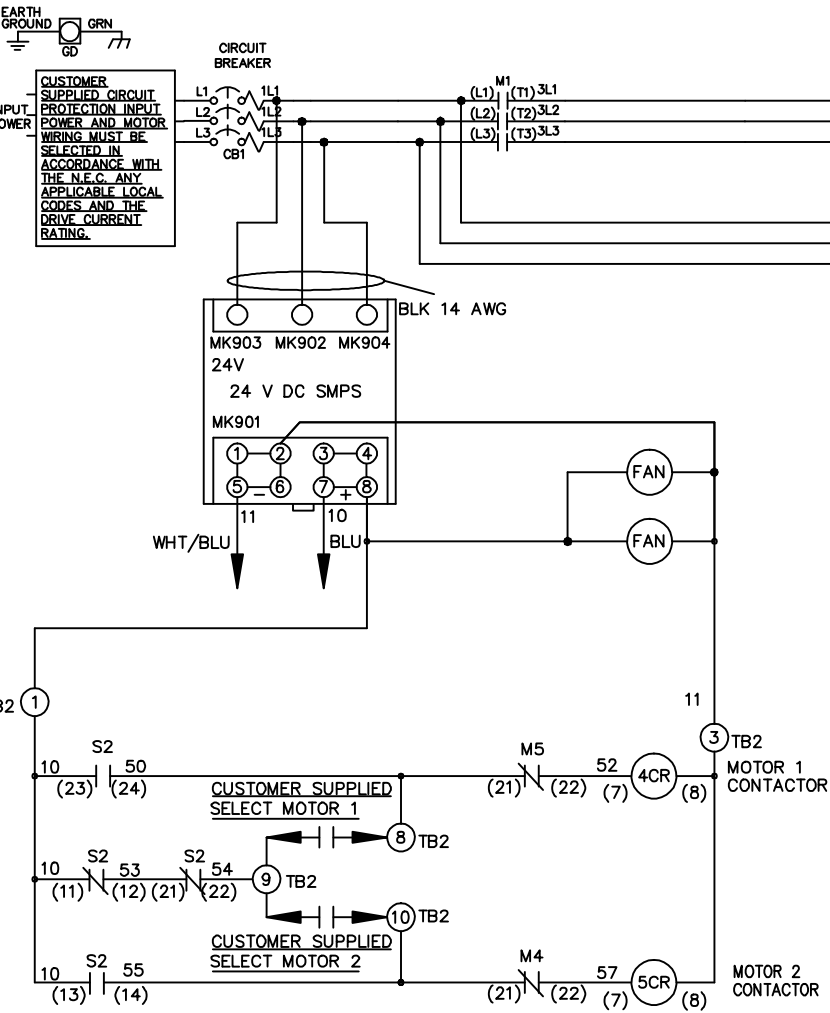 EARTH
GROUND
GRN
GD
CIRCUIT
BREAKER
CUSTOMER
SUPPLIED CIRCUIT
PROTECTION INPUT
POWER AND MOTOR
WIRING MUST BE
SELECTED IN
ACCORDANCE WITH
THE N.E.C. ANY
APPLICABLE LOCAL
CODES AND THE
DRIVE CURRENT
RATING.
NPUT
OWER
L1 1L1
L2 1L2
L3 1L3
CB1
M1
(L1) (T1) 3L1
(L2) (T2) 3L2
(L3) (T3) 3L3
BLK 14 AWG
MK903 MK902 MK904
24V
24 V DC SMPS
MK901
1 2 3 4
5 – 6 7 + 8
11 10
WHT/BLU BLU
FAN
FAN
B2 1
11
3 TB2
10 S2 50
(23) (24)
CUSTOMER SUPPLIED
SELECT MOTOR 1
M5
(21) (22)
52
(7) 4CR (8)
MOTOR 1
CONTACTOR
8 TB2
10 S2 53 S2 54
(11) (12) (21) (22)
9 TB2
10 TB2
CUSTOMER SUPPLIED
SELECT MOTOR 2
10 S2 55
(13) (14)
M4
(21) (22)
57
(7) 5CR (8)
MOTOR 2
CONTACTOR